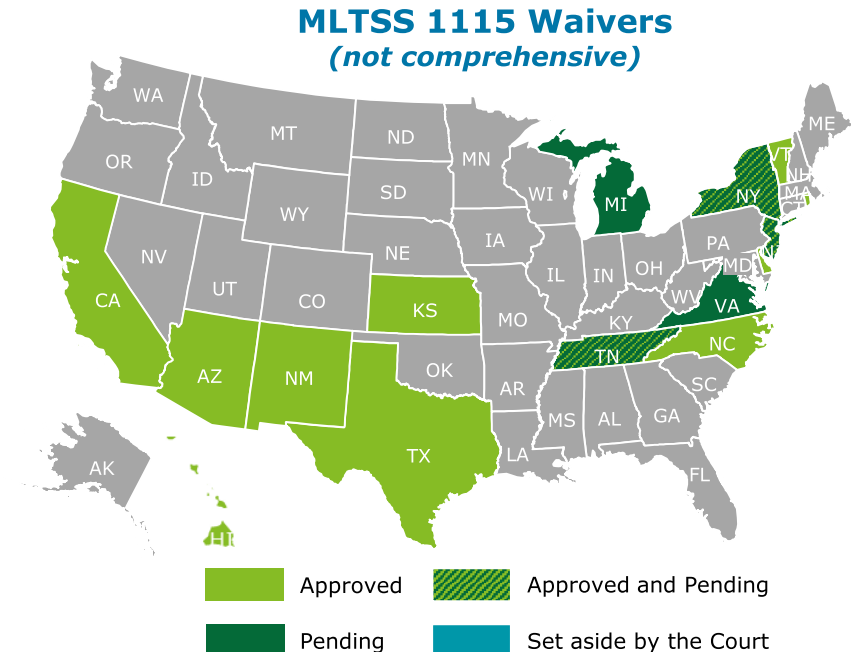 MLTSS 1115 Waivers
(not comprehensive)
WA
MT
ND
MN
ME
OR
ID
SD
WI
MI
VT
NH
NY
MA
CT
WY
IA
PA
NV
NE
UT
CO
IL
IN
OH
MD
WV
VA
CA
KS
MO
KY
NC
AZ
NM
OK
TN
AR
SC
TX
MS
AL
GA
LA
FL
AK
HI
Approved
Approved and Pending
Pending
Set aside by the Court